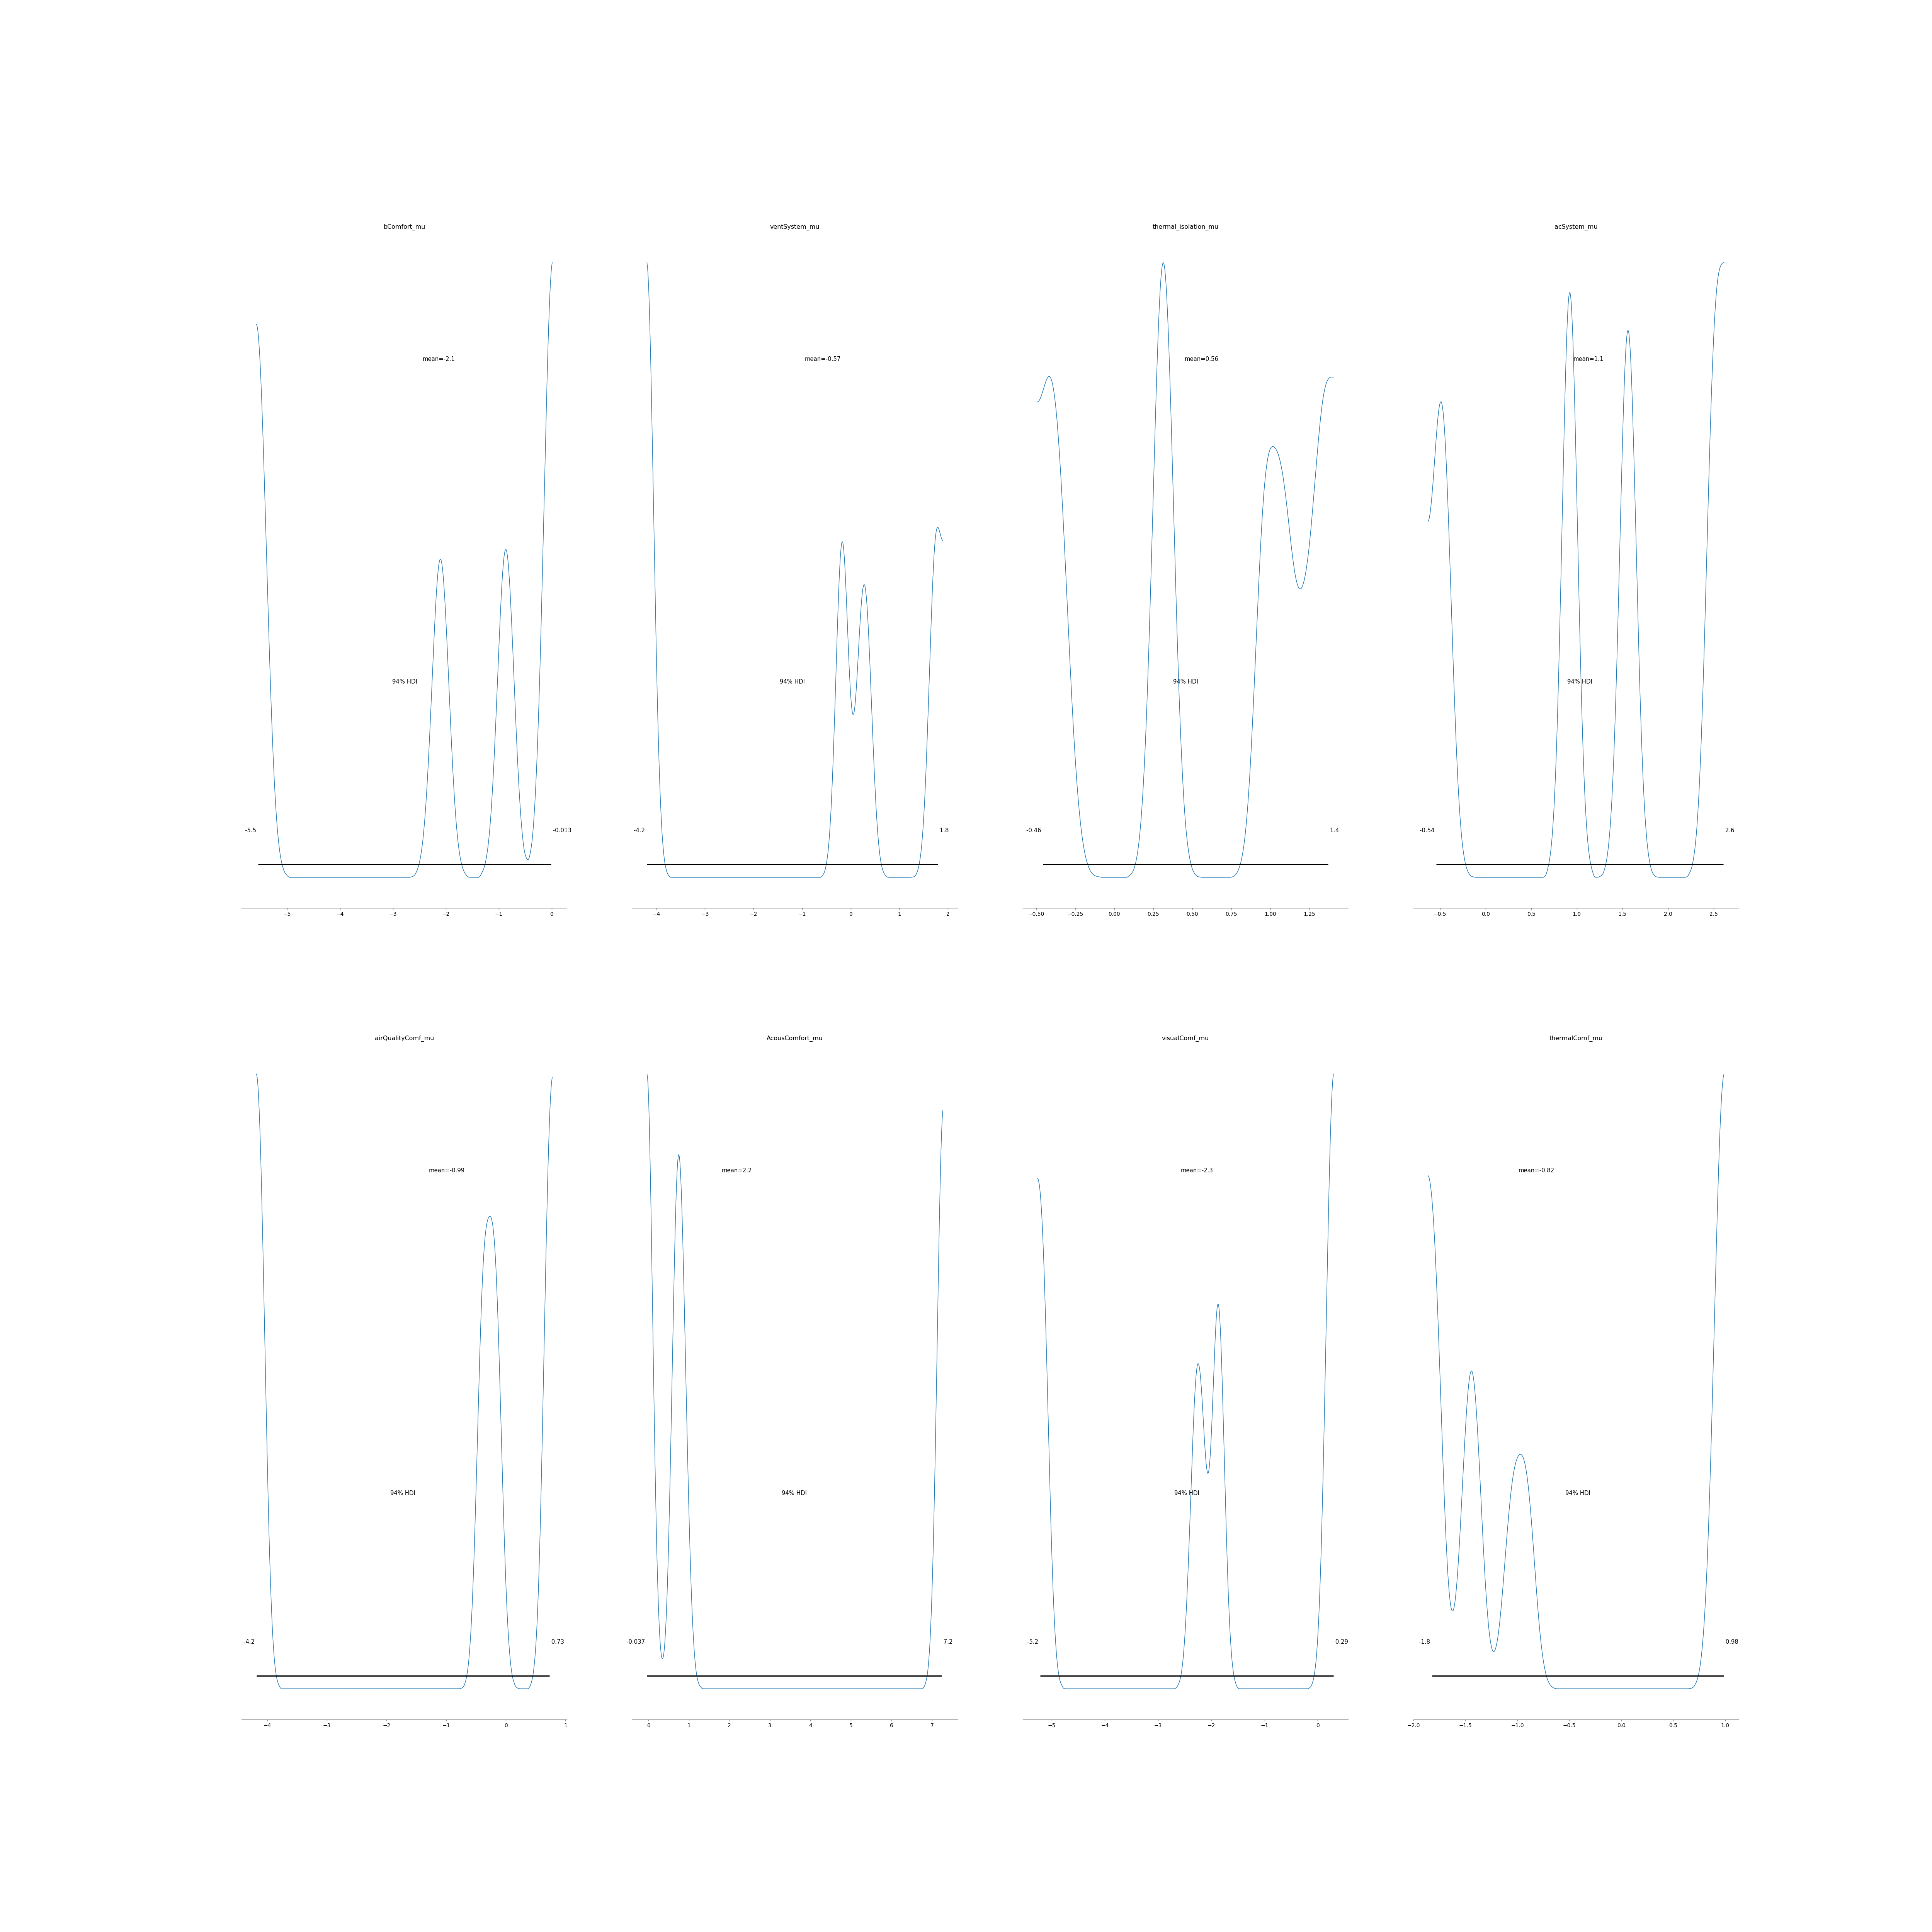 bComfort_mu
mean=-2.1
94% HDI
-5.5 -0.013
−5 −4 −3 −2 −1 0
ventSystem_mu
mean=-0.57
94% HDI
-4.2 1.8
−4 −3 −2 −1 0 1 2
thermal_isolation_mu
mean=0.56
94% HDI
-0.46 1.4
−0.50 −0.25 0.00 0.25 0.50 0.75 1.00 1.25
acSystem_mu
mean=1.1
94% HDI
-0.54 2.6
−0.5 0.0 0.5 1.0 1.5 2.0 2.5
airQualityComf_mu
mean=-0.99
94% HDI
-4.2 0.73
−4 −3 −2 −1 0 1
AcousComfort_mu
mean=2.2
94% HDI
-0.037 7.2
0 1 2 3 4 5 6 7
visualComf_mu
mean=-2.3
94% HDI
-5.2 0.29
−5 −4 −3 −2 −1 0
thermalComf_mu
mean=-0.82
94% HDI
-1.8 0.98
−2.0 −1.5 −1.0 −0.5 0.0 0.5 1.0